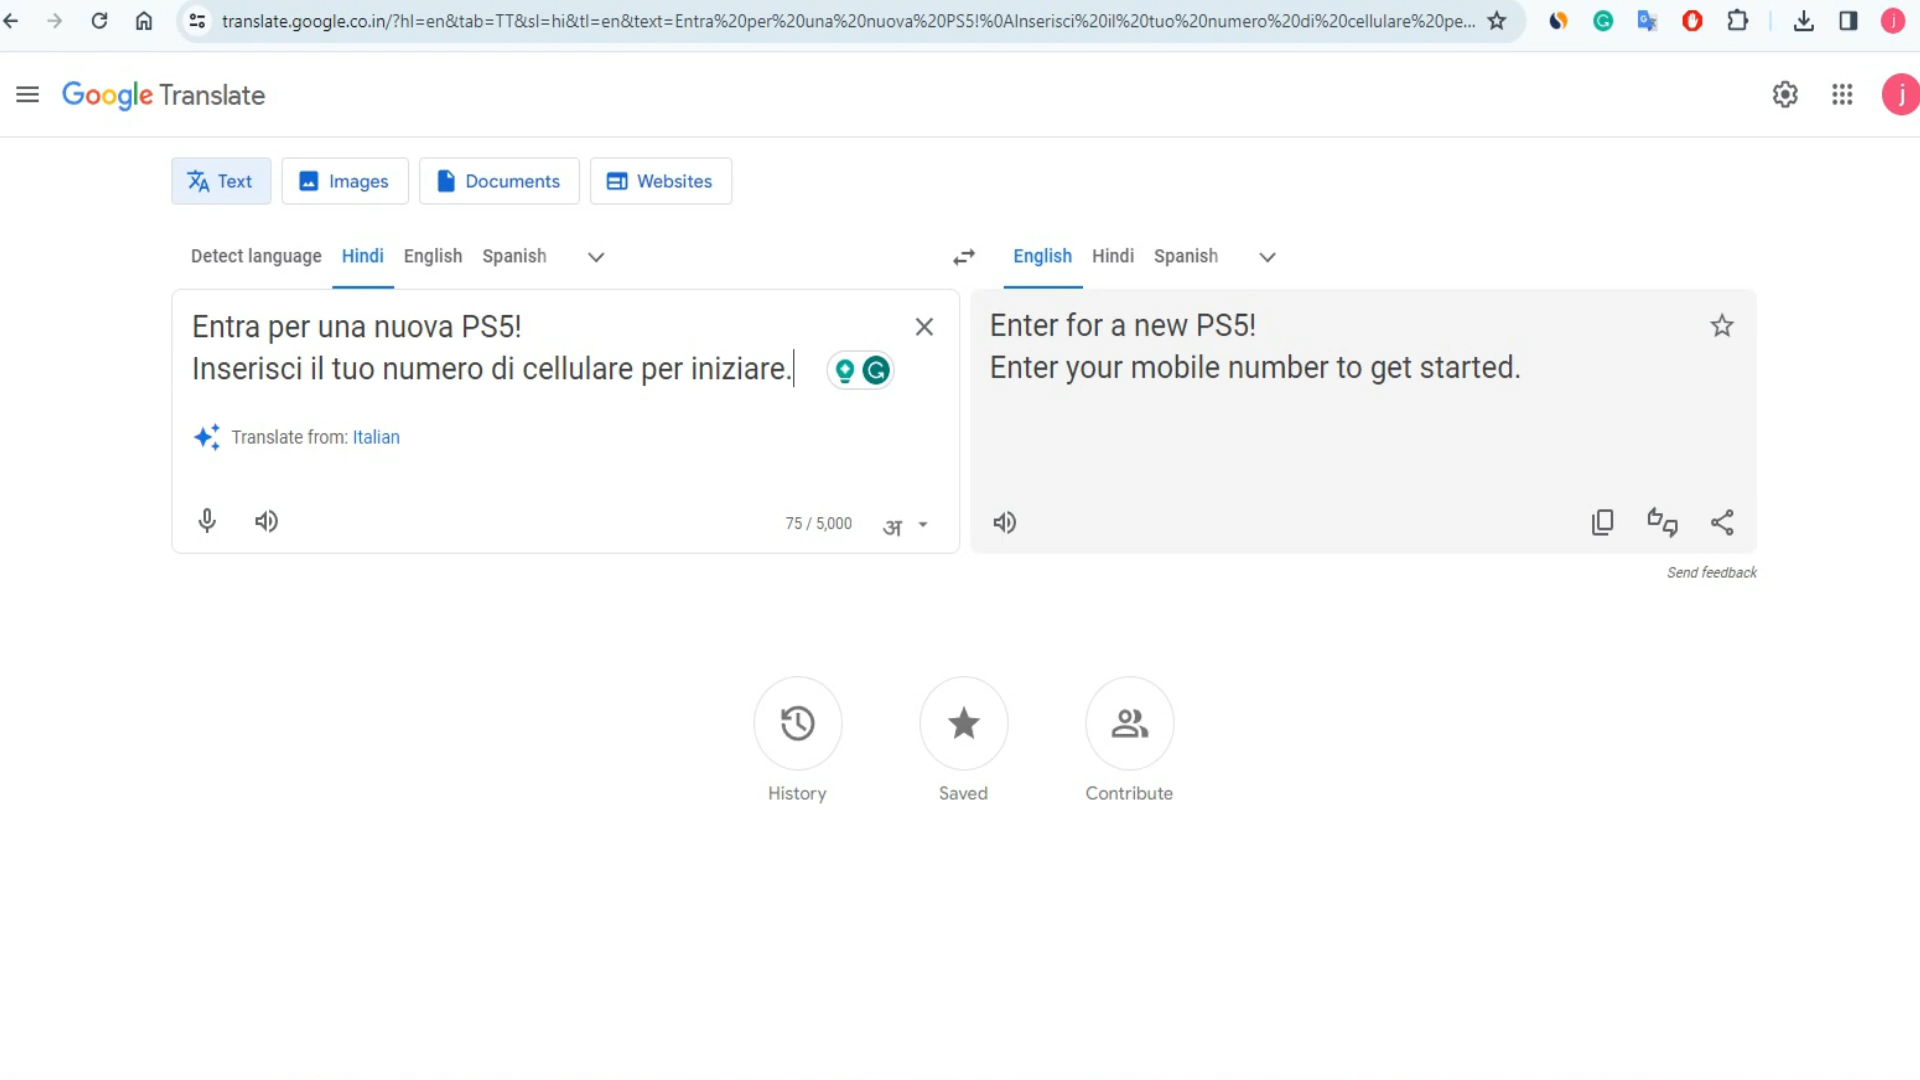 translate.google.co.in/?hl=en&tab=TT&sl=hi&tl=en&text=Entra%20per%20una%20nuova%20PS5!%0AInserisci%20il%20tuo%20numero%20di%20cellulare%20pe...
j
Google Translate
j
Text Images Documents Websites
Detect language Hindi English Spanish
English Hindi Spanish
Entra per una nuova PS5!
Inserisci il tuo numero di cellulare per iniziare.
Translate from: Italian
75 / 5,000
अ
Enter for a new PS5!
Enter your mobile number to get started.
Send feedback
History Saved Contribute